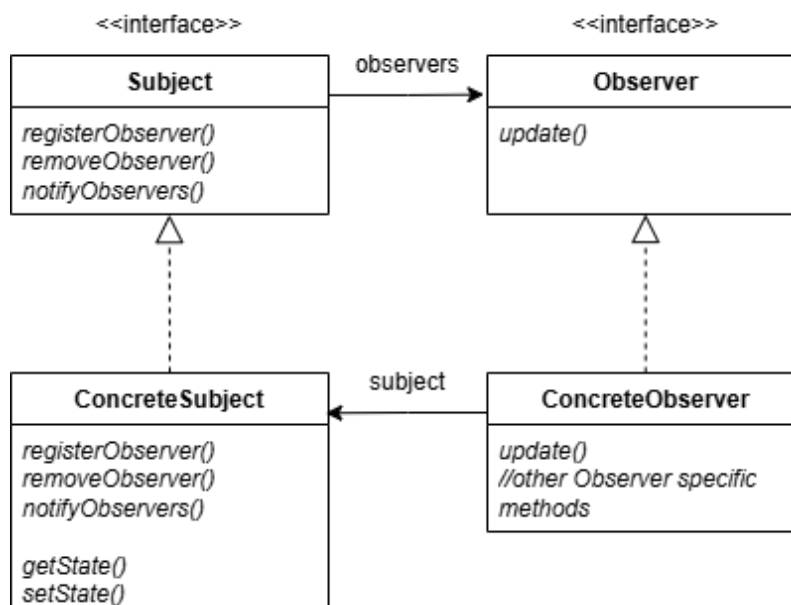 <<interface>>
Subject
registerObserver()
removeObserver()
notifyObservers()
observers
<<interface>>
Observer
update()
ConcreteSubject
registerObserver()
removeObserver()
notifyObservers()
getState()
setState()
subject
ConcreteObserver
update()
//other Observer specific
methods